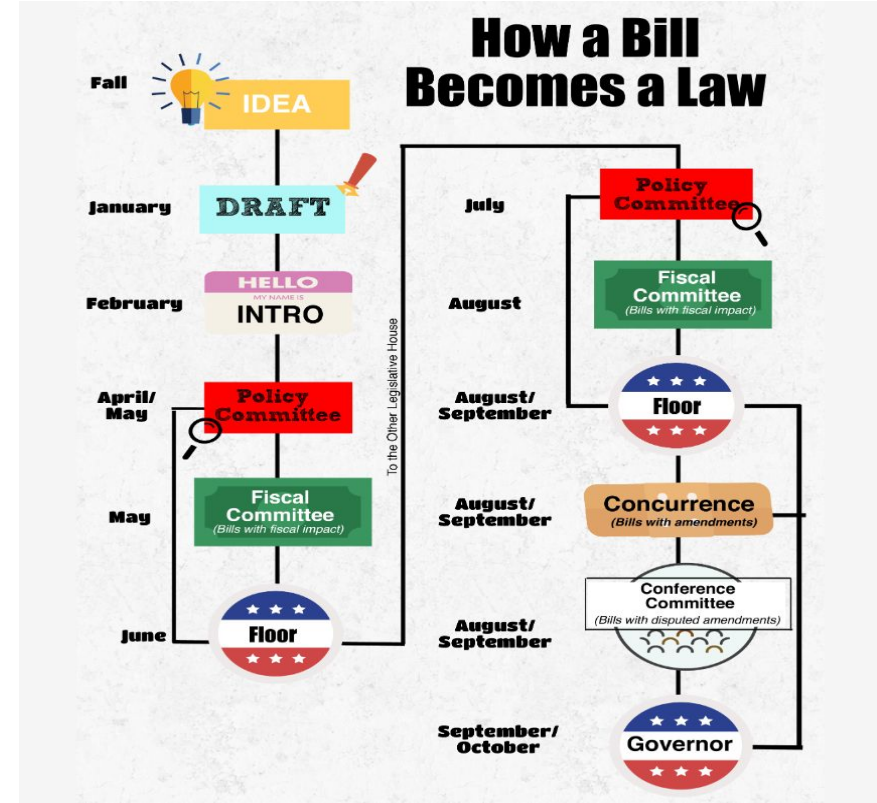 How a Bill
Becomes a Law
Fall
IDEA
January
DRAFT
February
HELLO
MY NAME IS
INTRO
April/
May
Policy
Committee
May
Fiscal
Committee
(Bills with fiscal impact)
June
Floor
To the Other Legislative House
July
Policy
Committee
August
Fiscal
Committee
(Bills with fiscal impact)
August/
September
Floor
August/
September
Concurrence
(Bills with amendments)
August/
September
Conference
Committee
(Bills with disputed amendments)
September/
October
Governor